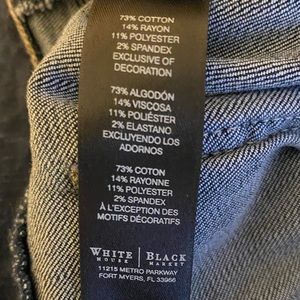 73% COTTON
14% RAYON
11% POLYESTER
2% SPANDEX
EXCLUSIVE OF
DECORATION
73% ALGODÓN
14% VISCOSA
11% POLIÉSTER
2% ELASTANO
EXCLUYENDO LOS
ADORNOS
73% COTON
14% RAYONNE
11% POLYESTER
2% SPANDEX
À L'EXCEPTION DES
MOTIFS DÉCORATIFS
WHITE | BLACK
HOUSE | MARKET
11215 METRO PARKWAY
FORT MYERS, FL 33966